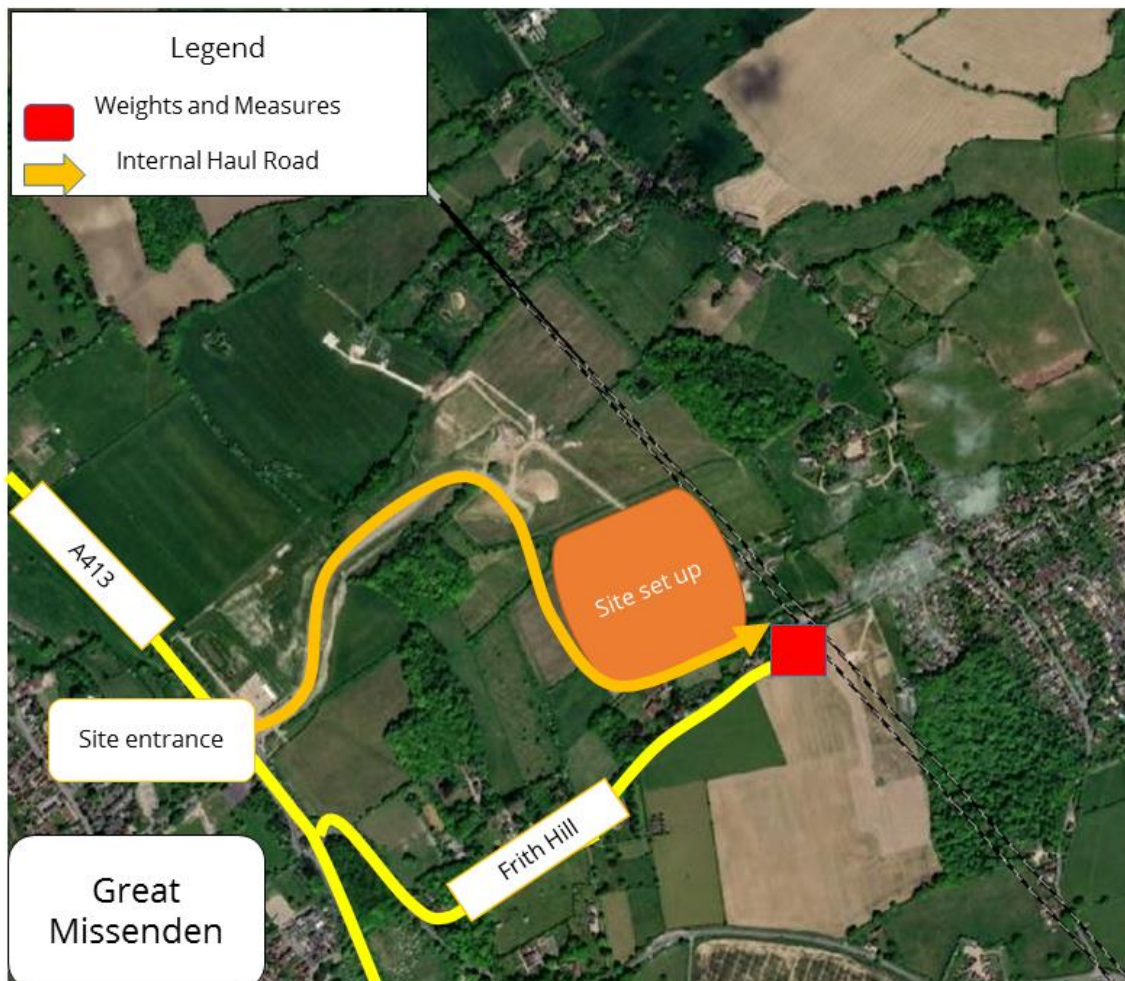 Legend
Weights and Measures
Internal Haul Road
A413
Site set up
Site entrance
Frith Hill
Great
Missenden